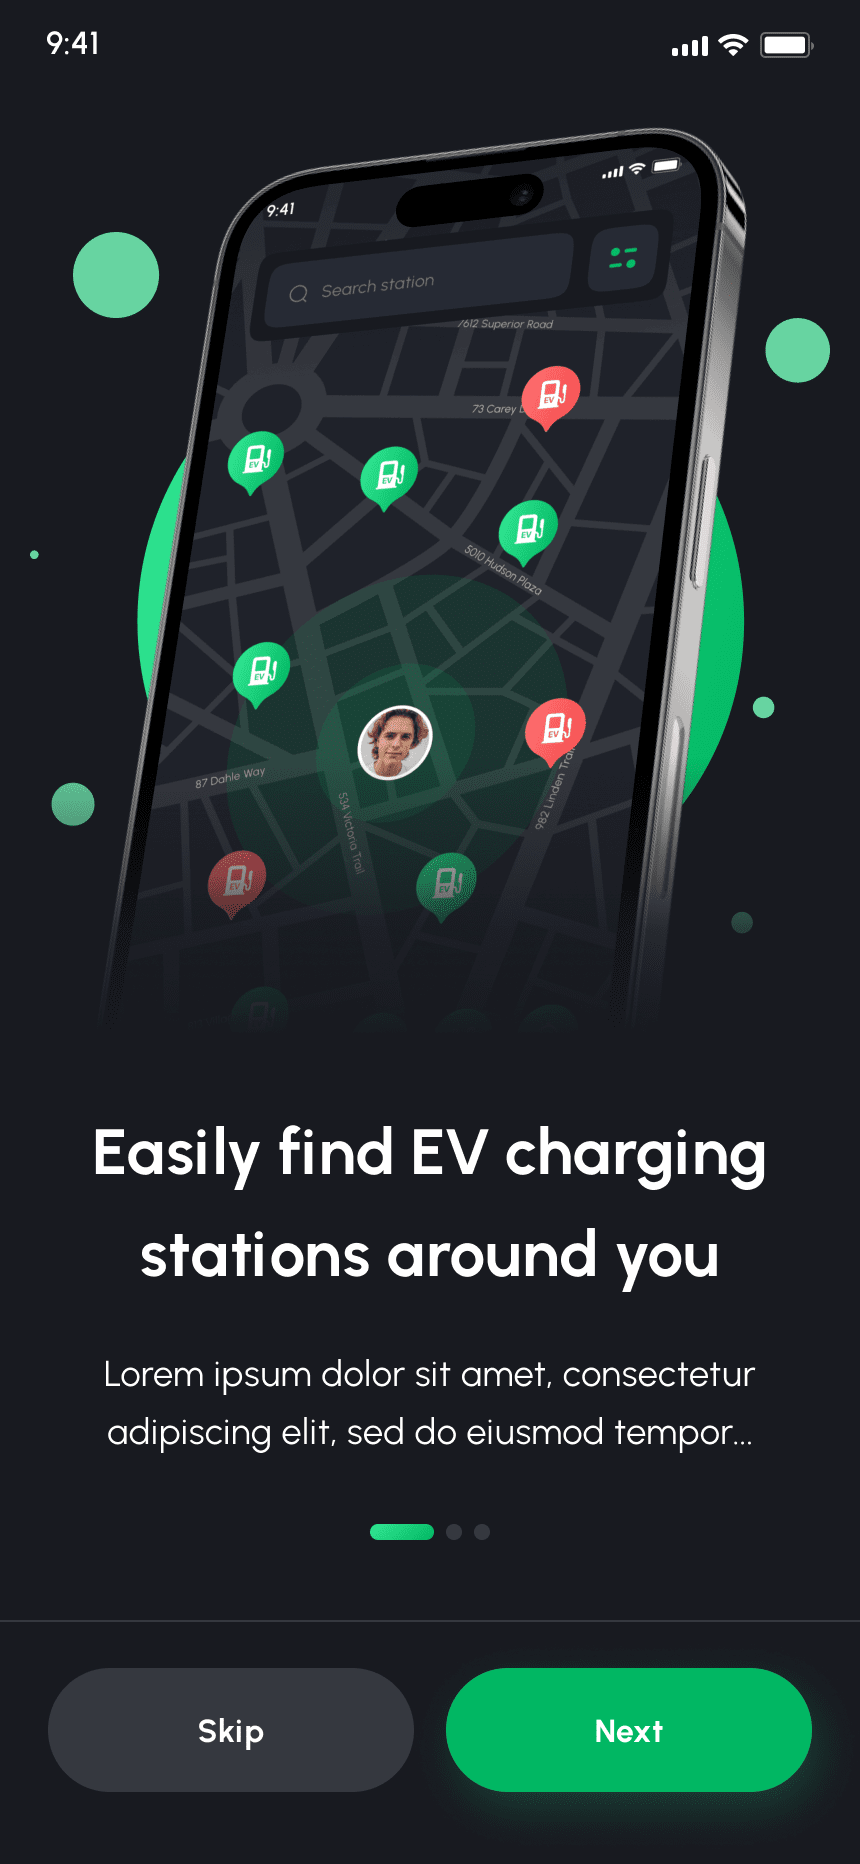 9:41
9:41
Search station
7612 Superior Road
73 Carey
EV
EV
EV
5010 Hudson Plaza
EV
EV
EV
87 Dahle Way
534 Victoria Trail
982 Linden Trail
EV
EV
Easily find EV charging
stations around you
Lorem ipsum dolor sit amet, consectetur
adipiscing elit, sed do eiusmod tempor...
Skip
Next